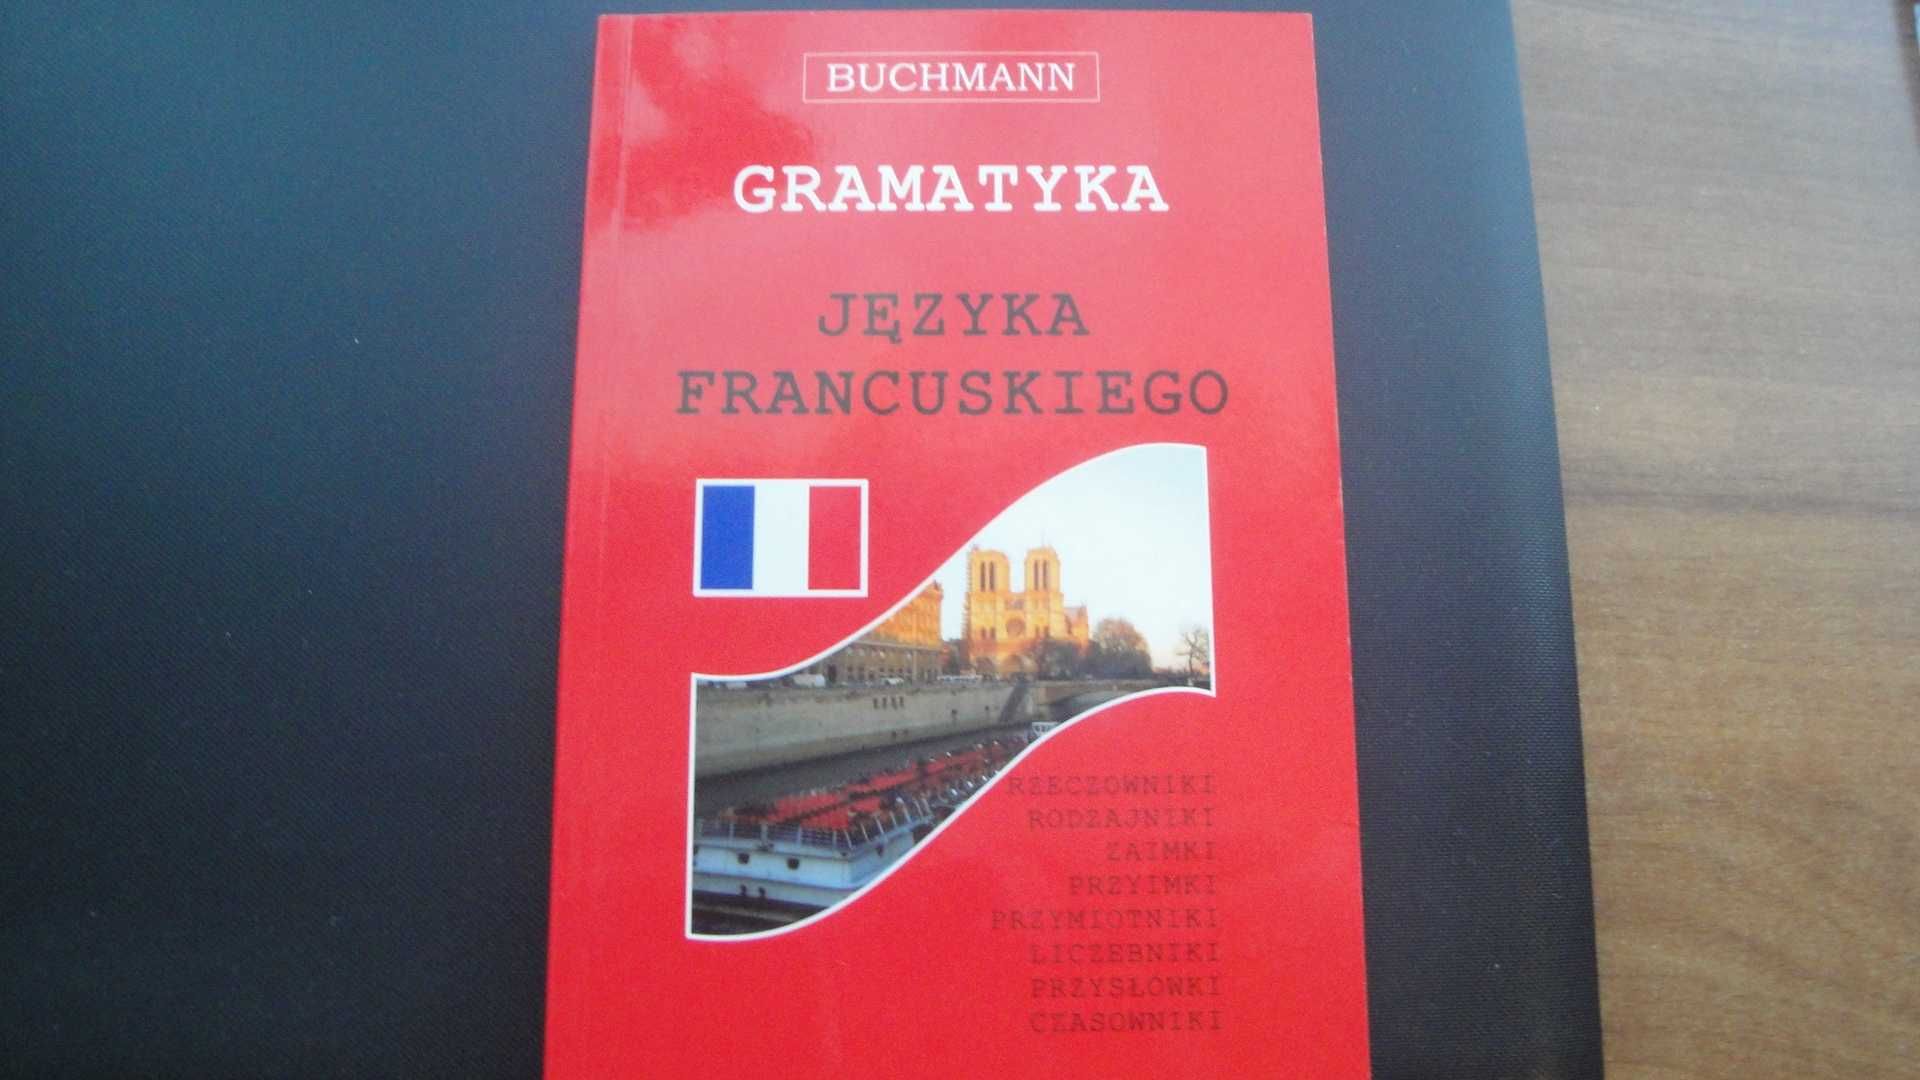 BUCHMANN
GRAMATYKA
JĘZYKA
FRANCUSKIEGO
RZECZOWNIKI
RODZAJNIKI
ZAIMKI
PRZYIMKI
PRZYMIOTNIKI
LICZEBNIKI
PRZYSŁÓWKI
CZASOWNIKI